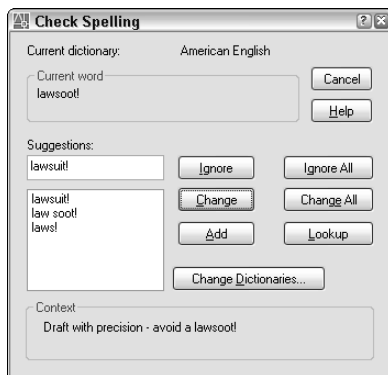 Check Spelling
Current dictionary: American English
Current word
lawsoot!
Cancel
Help
Suggestions:
lawsuit!
Ignore
Ignore All
lawsuit!
law soot!
laws!
Change
Change All
Add
Lookup
Change Dictionaries...
Context
Draft with precision - avoid a lawsoot!